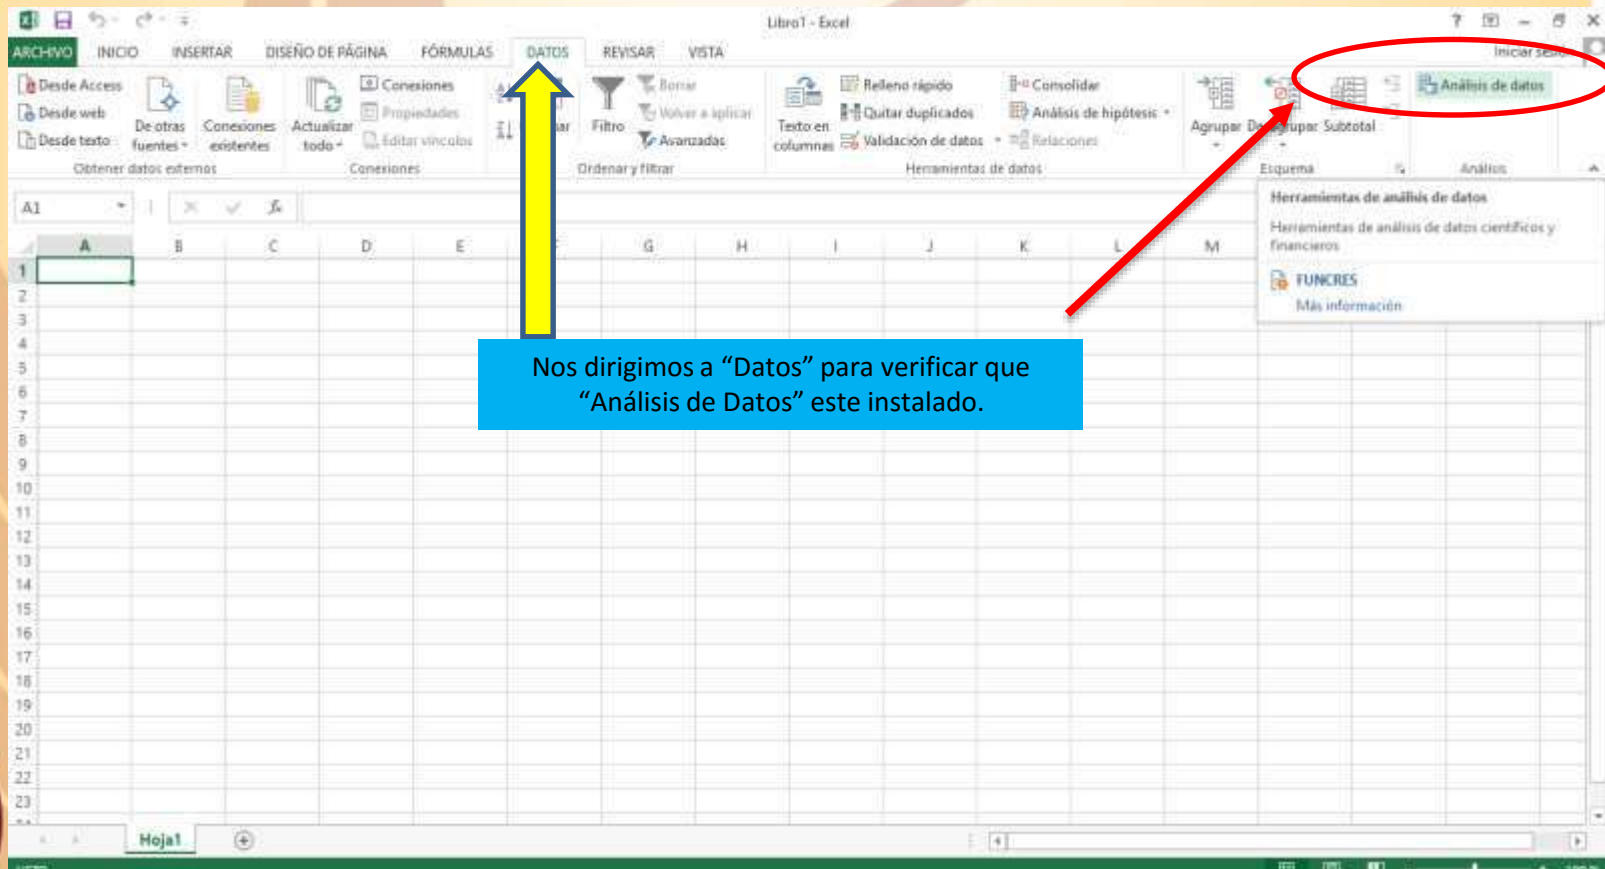 Libro1 - Excel
ARCHIVO INICIO INSERTAR DISEÑO DE PÁGINA FÓRMULAS DATOS REVISAR VISTA
Iniciar
Desde Access
Desde web
Desde texto
De otras fuentes
Conexiones existentes
Obtener datos externos
Actualizar todo
Conexiones
Propiedades
Editar vínculos
Conexiones
Filtro
Borrar
Volver a aplicar
Avanzadas
Ordenar y filtrar
Texto en columnas
Relleno rápido
Quitar duplicados
Validación de datos
Consolidar
Análisis de hipótesis
Relaciones
Herramientas de datos
Agrupar
Subtotal
Esquema
Análisis de datos
Análisis
A1
fx
Herramientas de análisis de datos
Herramientas de análisis de datos científicos y
financieros
FUNCRES
Más información
A B C D E G H I J K L M
1
2
3
4
5
6
7
8
9
10
11
12
13
14
15
16
17
18
19
20
21
22
23
Nos dirigimos a “Datos” para verificar que
“Análisis de Datos” este instalado.
Hoja1